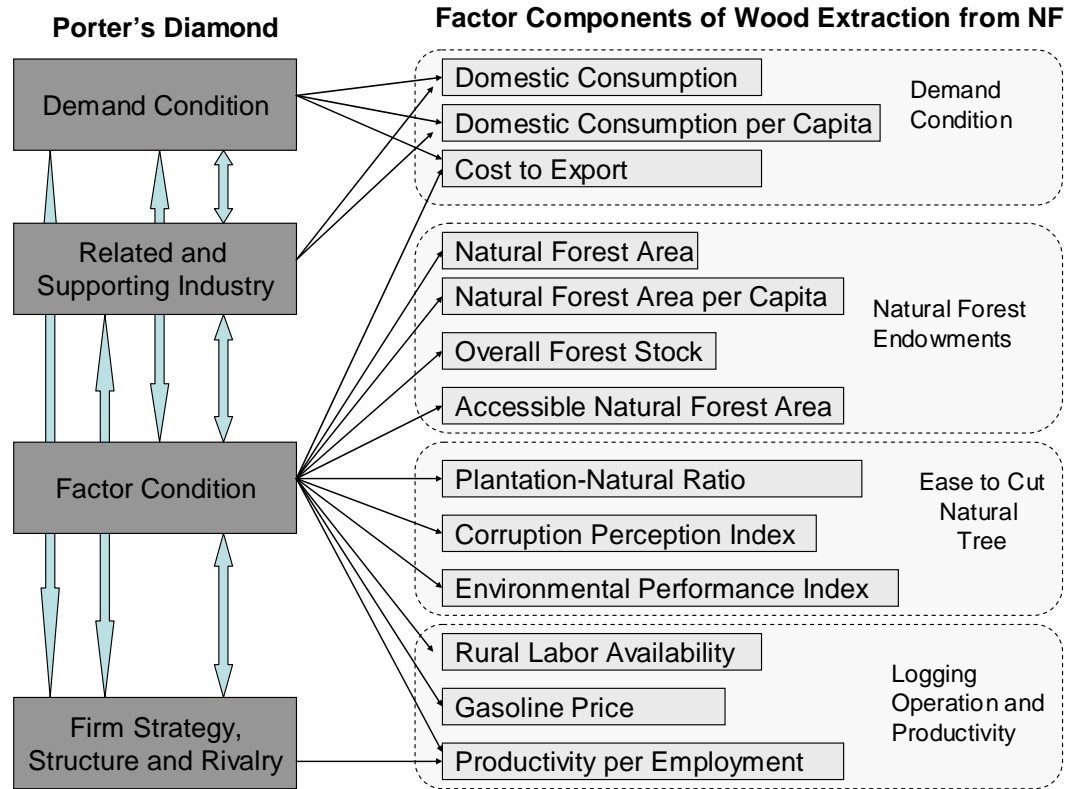 Porter's Diamond
Factor Components of Wood Extraction from NF
Demand Condition
Related and
Supporting Industry
Factor Condition
Firm Strategy,
Structure and Rivalry
Domestic Consumption
Domestic Consumption per Capita
Cost to Export
Demand
Condition
Natural Forest Area
Natural Forest Area per Capita
Overall Forest Stock
Accessible Natural Forest Area
Natural Forest
Endowments
Plantation-Natural Ratio
Corruption Perception Index
Environmental Performance Index
Ease to Cut
Natural
Tree
Rural Labor Availability
Gasoline Price
Productivity per Employment
Logging
Operation and
Productivity